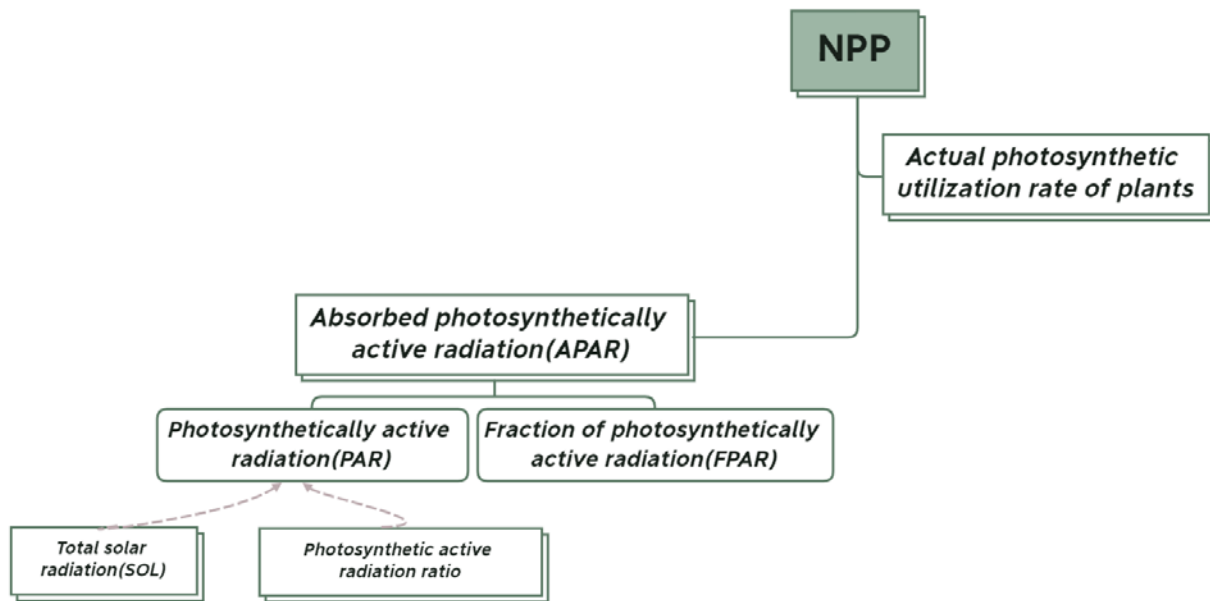 NPP
Actual photosynthetic
utilization rate of plants
Absorbed photosynthetically
active radiation(APAR)
Photosynthetically active
radiation(PAR)
Fraction of photosynthetically
active radiation(FPAR)
Total solar
radiation(SOL)
Photosynthetic active
radiation ratio